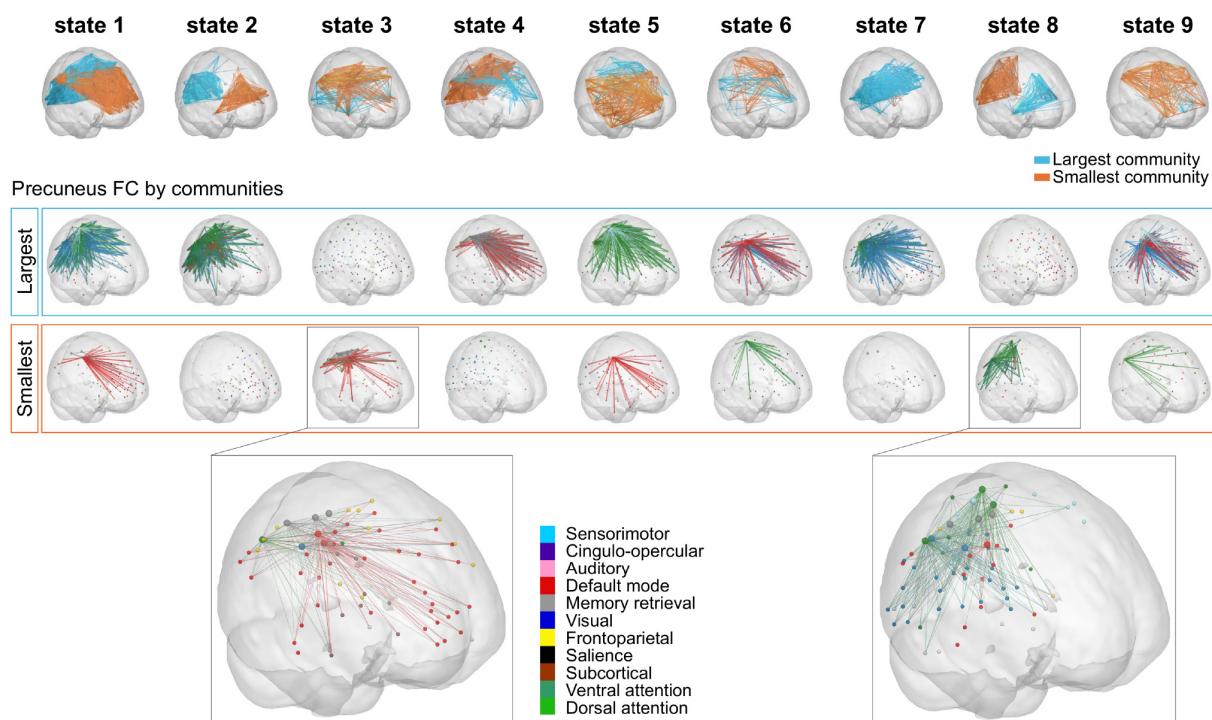 state 1 state 2 state 3 state 4 state 5 state 6 state 7 state 8 state 9
Largest community
Smallest community
Precuneus FC by communities
Largest
Smallest
Sensorimotor
Cingulo-opercular
Auditory
Default mode
Memory retrieval
Visual
Frontoparietal
Salience
Subcortical
Ventral attention
Dorsal attention